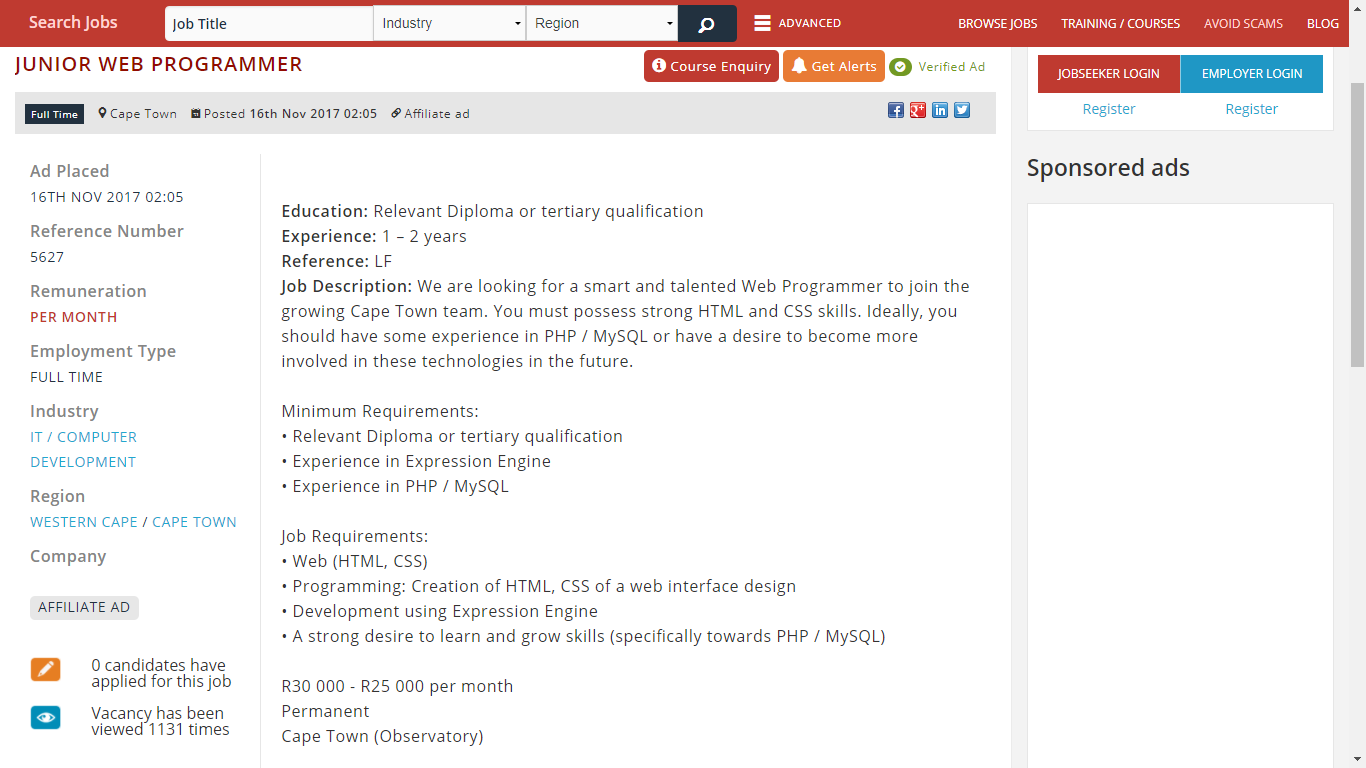 Search Jobs
Job Title
Industry
Region
ADVANCED
BROWSE JOBS
TRAINING / COURSES
AVOID SCAMS
BLOG
JUNIOR WEB PROGRAMMER
Course Enquiry
Get Alerts
Verified Ad
JOBSEEKER LOGIN
EMPLOYER LOGIN
Register
Register
Full Time
Cape Town
Posted 16th Nov 2017 02:05
Affiliate ad
Sponsored ads
Ad Placed
16TH NOV 2017 02:05
Reference Number
5627
Remuneration
PER MONTH
Employment Type
FULL TIME
Industry
IT / COMPUTER
DEVELOPMENT
Region
WESTERN CAPE / CAPE TOWN
Company
AFFILIATE AD
0 candidates have
applied for this job
Vacancy has been
viewed 1131 times
Education: Relevant Diploma or tertiary qualification
Experience: 1 – 2 years
Reference: LF
Job Description: We are looking for a smart and talented Web Programmer to join the
growing Cape Town team. You must possess strong HTML and CSS skills. Ideally, you
should have some experience in PHP / MySQL or have a desire to become more
involved in these technologies in the future.
Minimum Requirements:
• Relevant Diploma or tertiary qualification
• Experience in Expression Engine
• Experience in PHP / MySQL
Job Requirements:
• Web (HTML, CSS)
• Programming: Creation of HTML, CSS of a web interface design
• Development using Expression Engine
• A strong desire to learn and grow skills (specifically towards PHP / MySQL)
R30 000 - R25 000 per month
Permanent
Cape Town (Observatory)